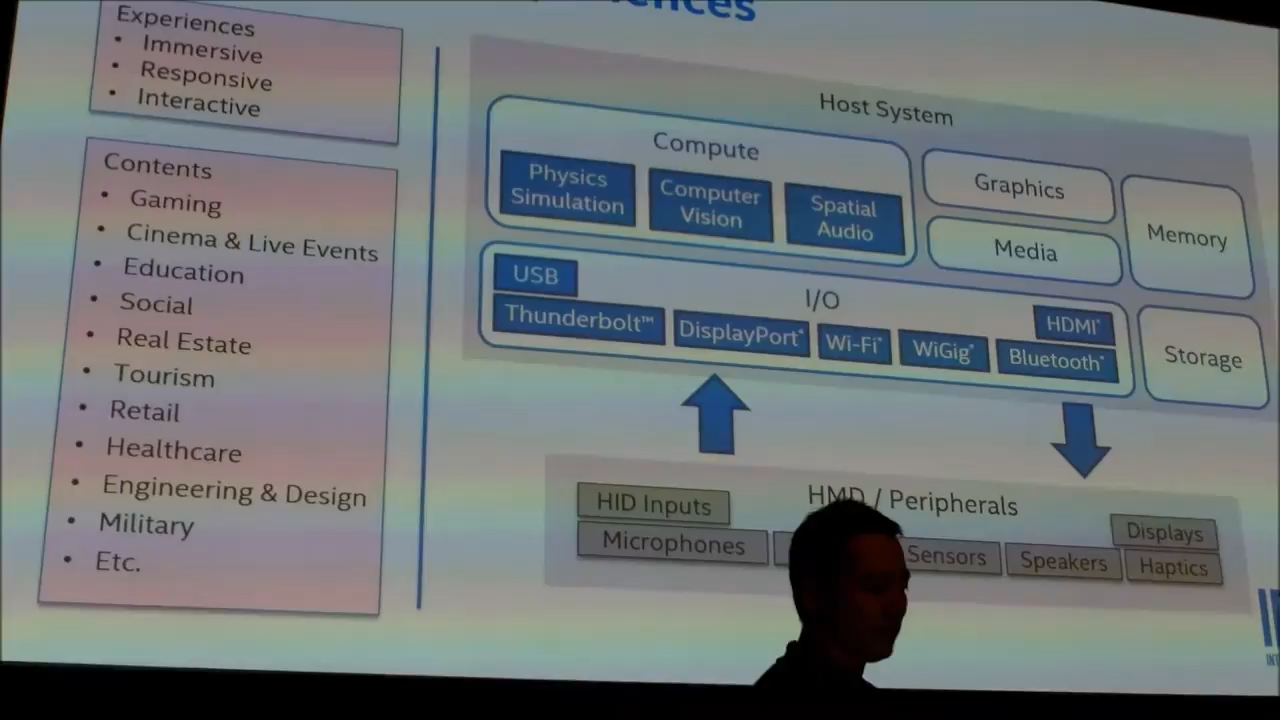 Experiences
• Immersive
• Responsive
• Interactive
Contents
• Gaming
• Cinema & Live Events
• Education
• Social
• Real Estate
• Tourism
• Retail
• Healthcare
• Engineering & Design
• Military
• Etc.
Host System
Compute
Physics
Simulation
Computer
Vision
Spatial
Audio
Graphics
Media
Memory
USB
I/O
HDMI*
Thunderbolt™
DisplayPort*
Wi-Fi*
WiGig*
Bluetooth*
Storage
HMD / Peripherals
HID Inputs
Displays
Microphones
Sensors
Speakers
Haptics